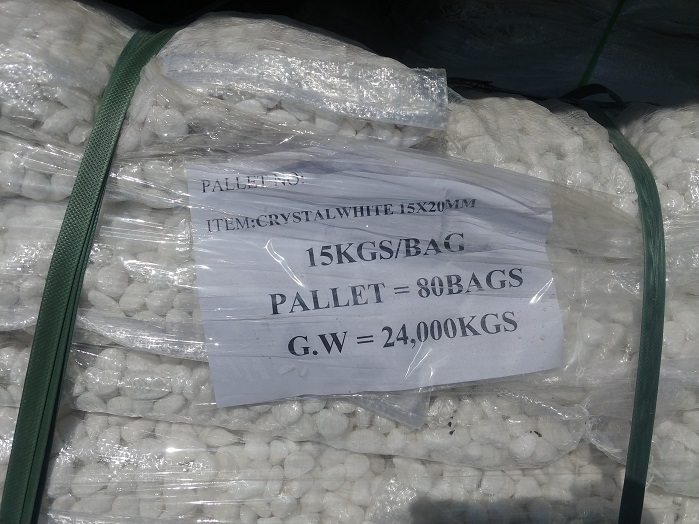 PALLET NO:
ITEM:CRYSTALWHITE 15X20MM
15KGS/BAG
PALLET = 80BAGS
G.W = 24,000KGS